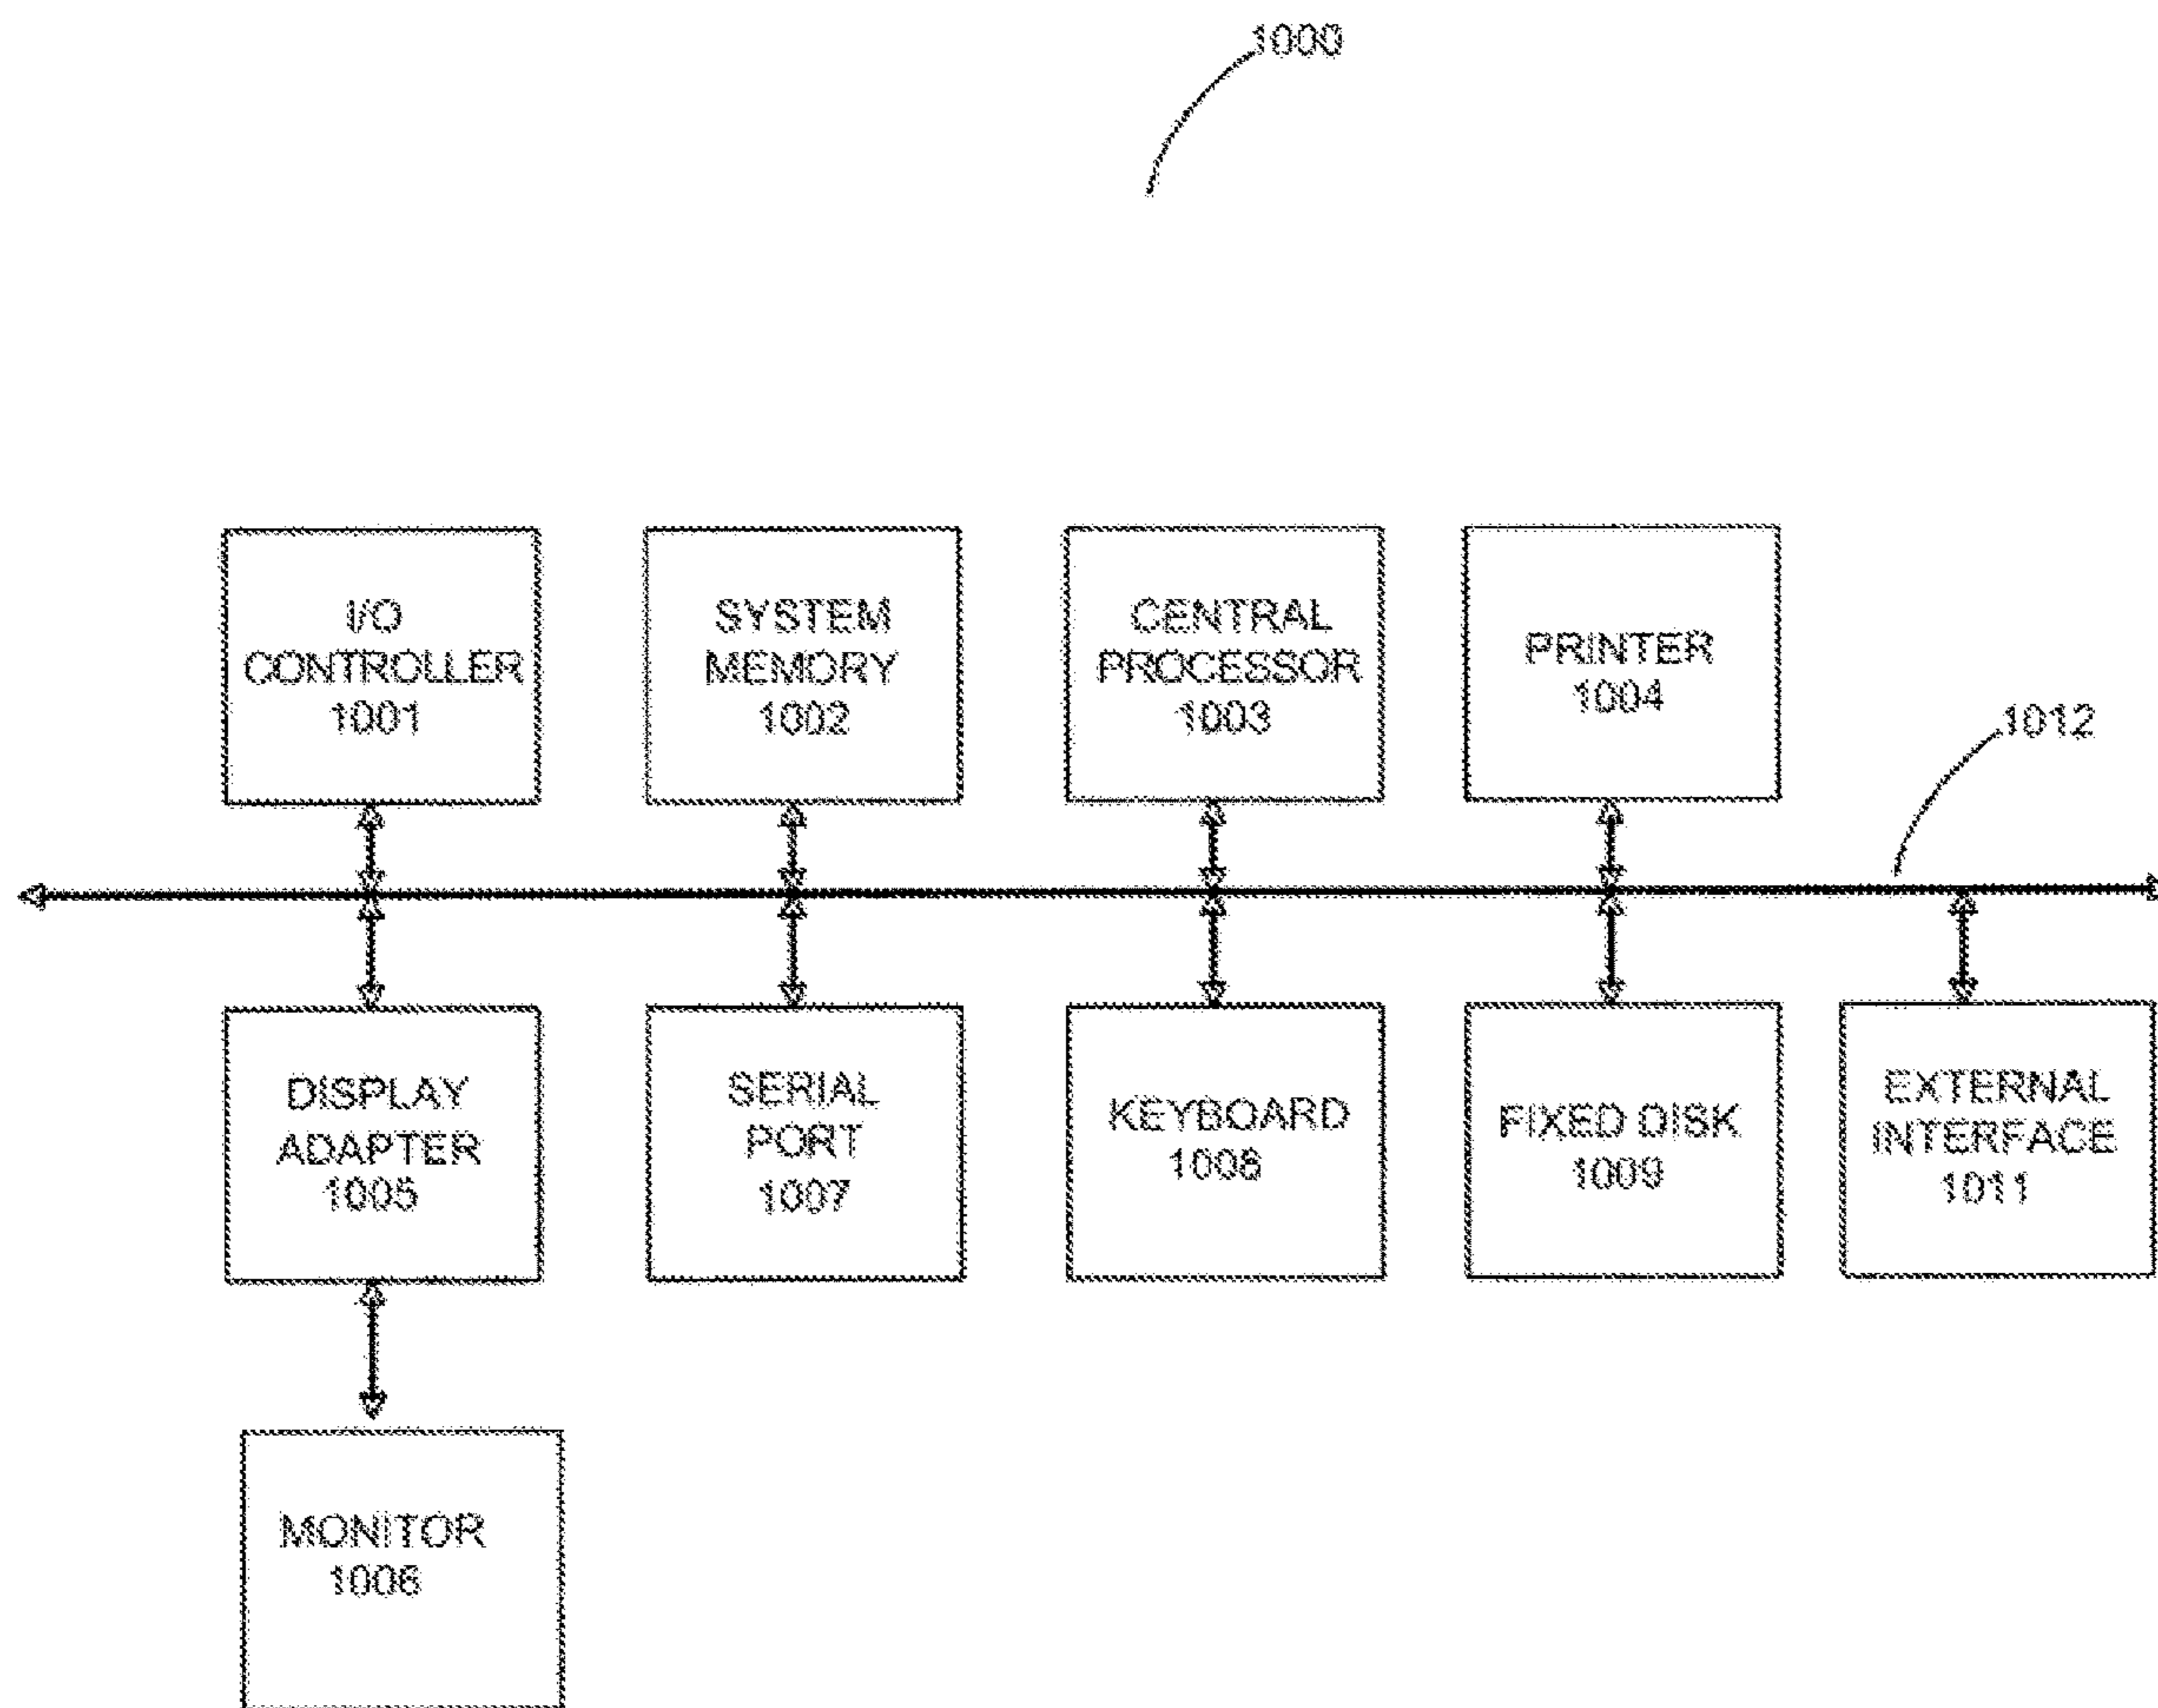 1000
I/O
CONTROLLER
1001
SYSTEM
MEMORY
1002
CENTRAL
PROCESSOR
1003
PRINTER
1004
1012
DISPLAY
ADAPTER
1005
SERIAL
PORT
1007
KEYBOARD
1008
FIXED DISK
1009
EXTERNAL
INTERFACE
1011
MONITOR
1006